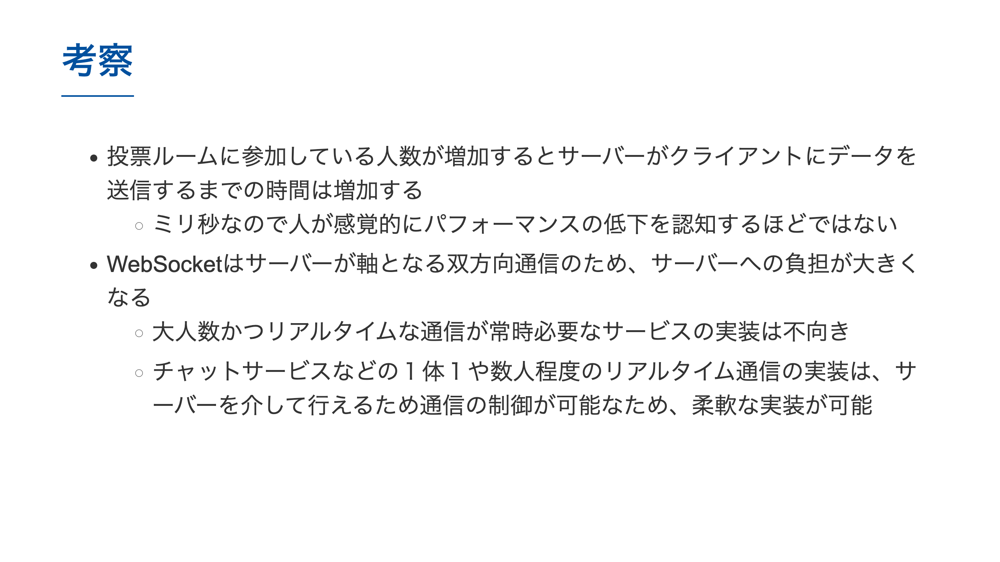 考察
• 投票ルームに参加している人数が増加するとサーバーがクライアントにデータを
送信するまでの時間は増加する
○ ミリ秒なので人が感覚的にパフォーマンスの低下を認知するほどではない
• WebSocketはサーバーが軸となる双方向通信のため、サーバーへの負担が大きく
なる
○ 大人数かつリアルタイムな通信が常時必要なサービスの実装は不向き
○ チャットサービスなどの１体１や数人程度のリアルタイム通信の実装は、サ
ーバーを介して行えるため通信の制御が可能なため、柔軟な実装が可能